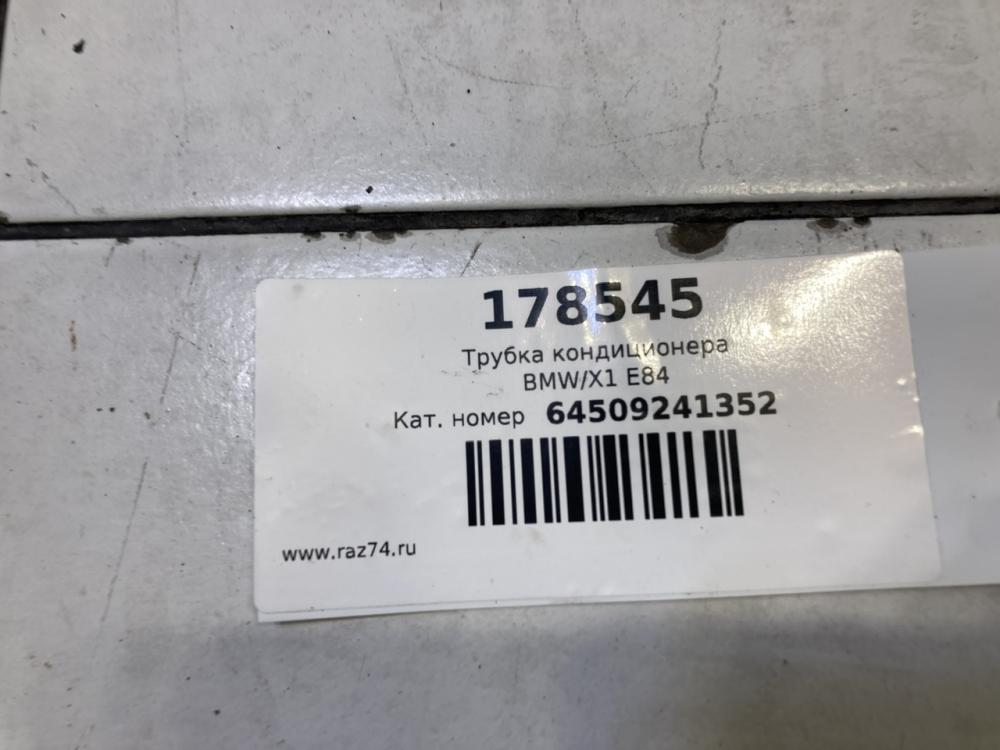 178545
Трубка кондиционера
BMW/X1 E84
Кат. номер 64509241352
www.raz74.ru